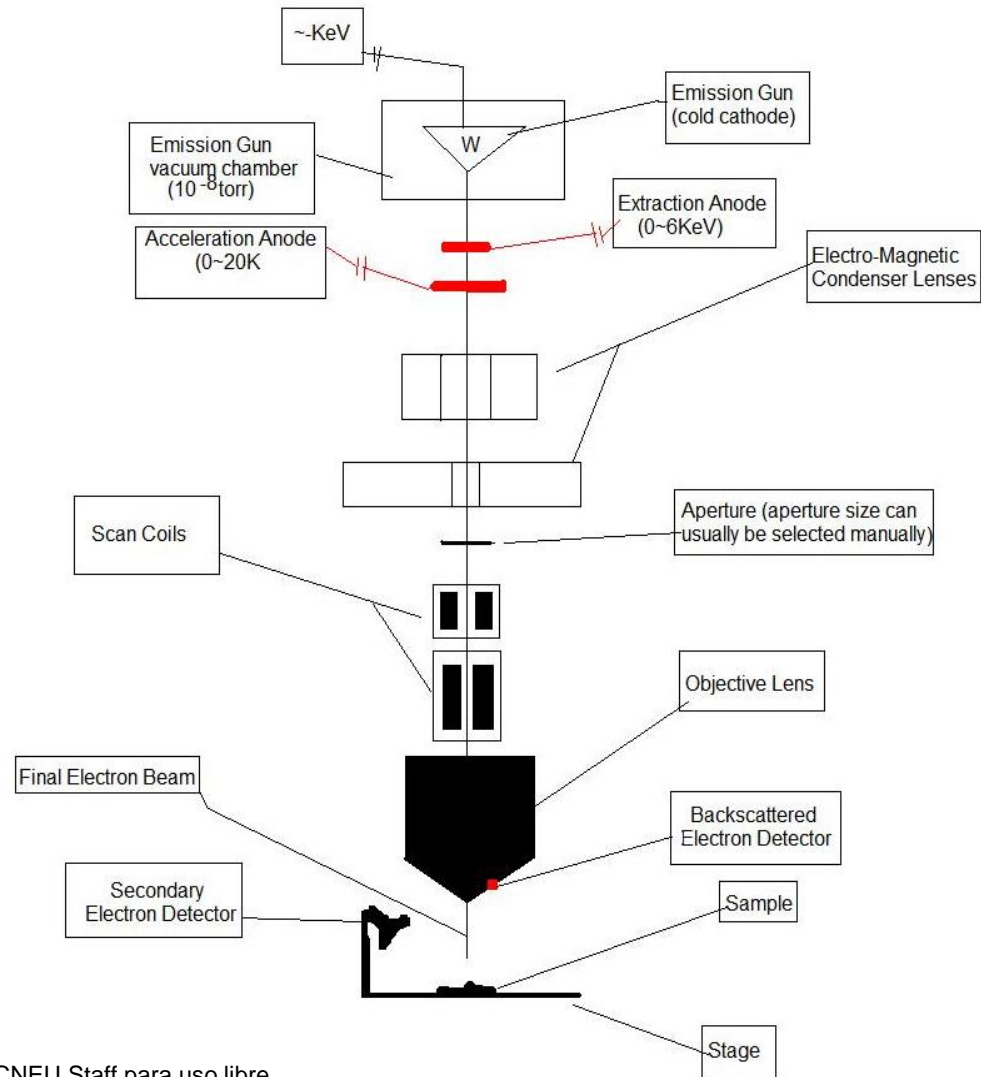 ~-KeV
Emission Gun
(cold cathode)
W
Emission Gun
vacuum chamber
(10 -8 torr)
Extraction Anode
(0~6KeV)
Acceleration Anode
(0~20K
Electro-Magnetic
Condenser Lenses
Aperture (aperture size can
usually be selected manually)
Scan Coils
Objective Lens
Final Electron Beam
Backscattered
Electron Detector
Secondary
Electron Detector
Sample
Stage
CNEU Staff para uso libre